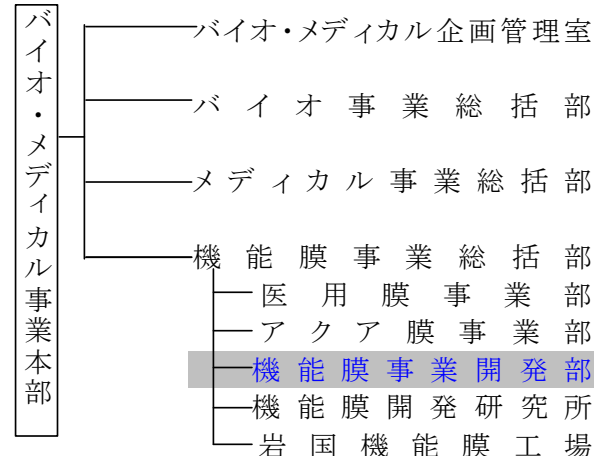 バイオ・メディカル事業本部
バイオ・メディカル企画管理室
バイオ事業総括部
メディカル事業総括部
機能膜事業総括部
医用膜事業部
アクア膜事業部
機能膜事業開発部
機能膜開発研究所
岩国機能膜工場